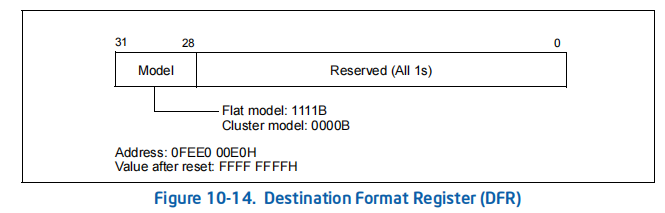 31 28 0
Model Reserved (All 1s)
Flat model: 1111B
Cluster model: 0000B
Address: 0FEE0 00E0H
Value after reset: FFFF FFFFH
Figure 10-14. Destination Format Register (DFR)